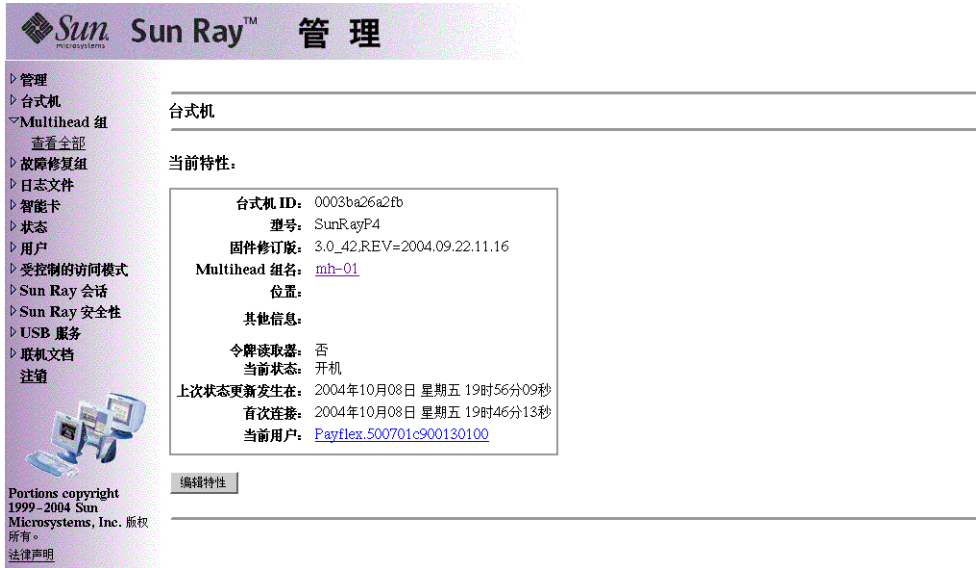 Sun microsystems Sun Ray™ 管 理
管理
台式机
Multihead 组
查看全部
故障修复组
日志文件
智能卡
状态
用户
受控制的访问模式
Sun Ray 会话
Sun Ray 安全性
USB 服务
联机文档
注销
Portions copyright
1999-2004 Sun
Microsystems, Inc. 版权
所有。
法律声明
台式机
当前特性：
台式机 ID： 0003ba26a2fb
型号： SunRayP4
固件修订版： 3.0_42,REV=2004.09.22.11.16
Multihead 组名： mh-01
位置：
其他信息：
令牌读取器： 否
当前状态： 开机
上次状态更新发生在： 2004年10月08日 星期五 19时56分09秒
首次连接： 2004年10月08日 星期五 19时46分13秒
当前用户： Payflex.500701c900130100
编辑特性